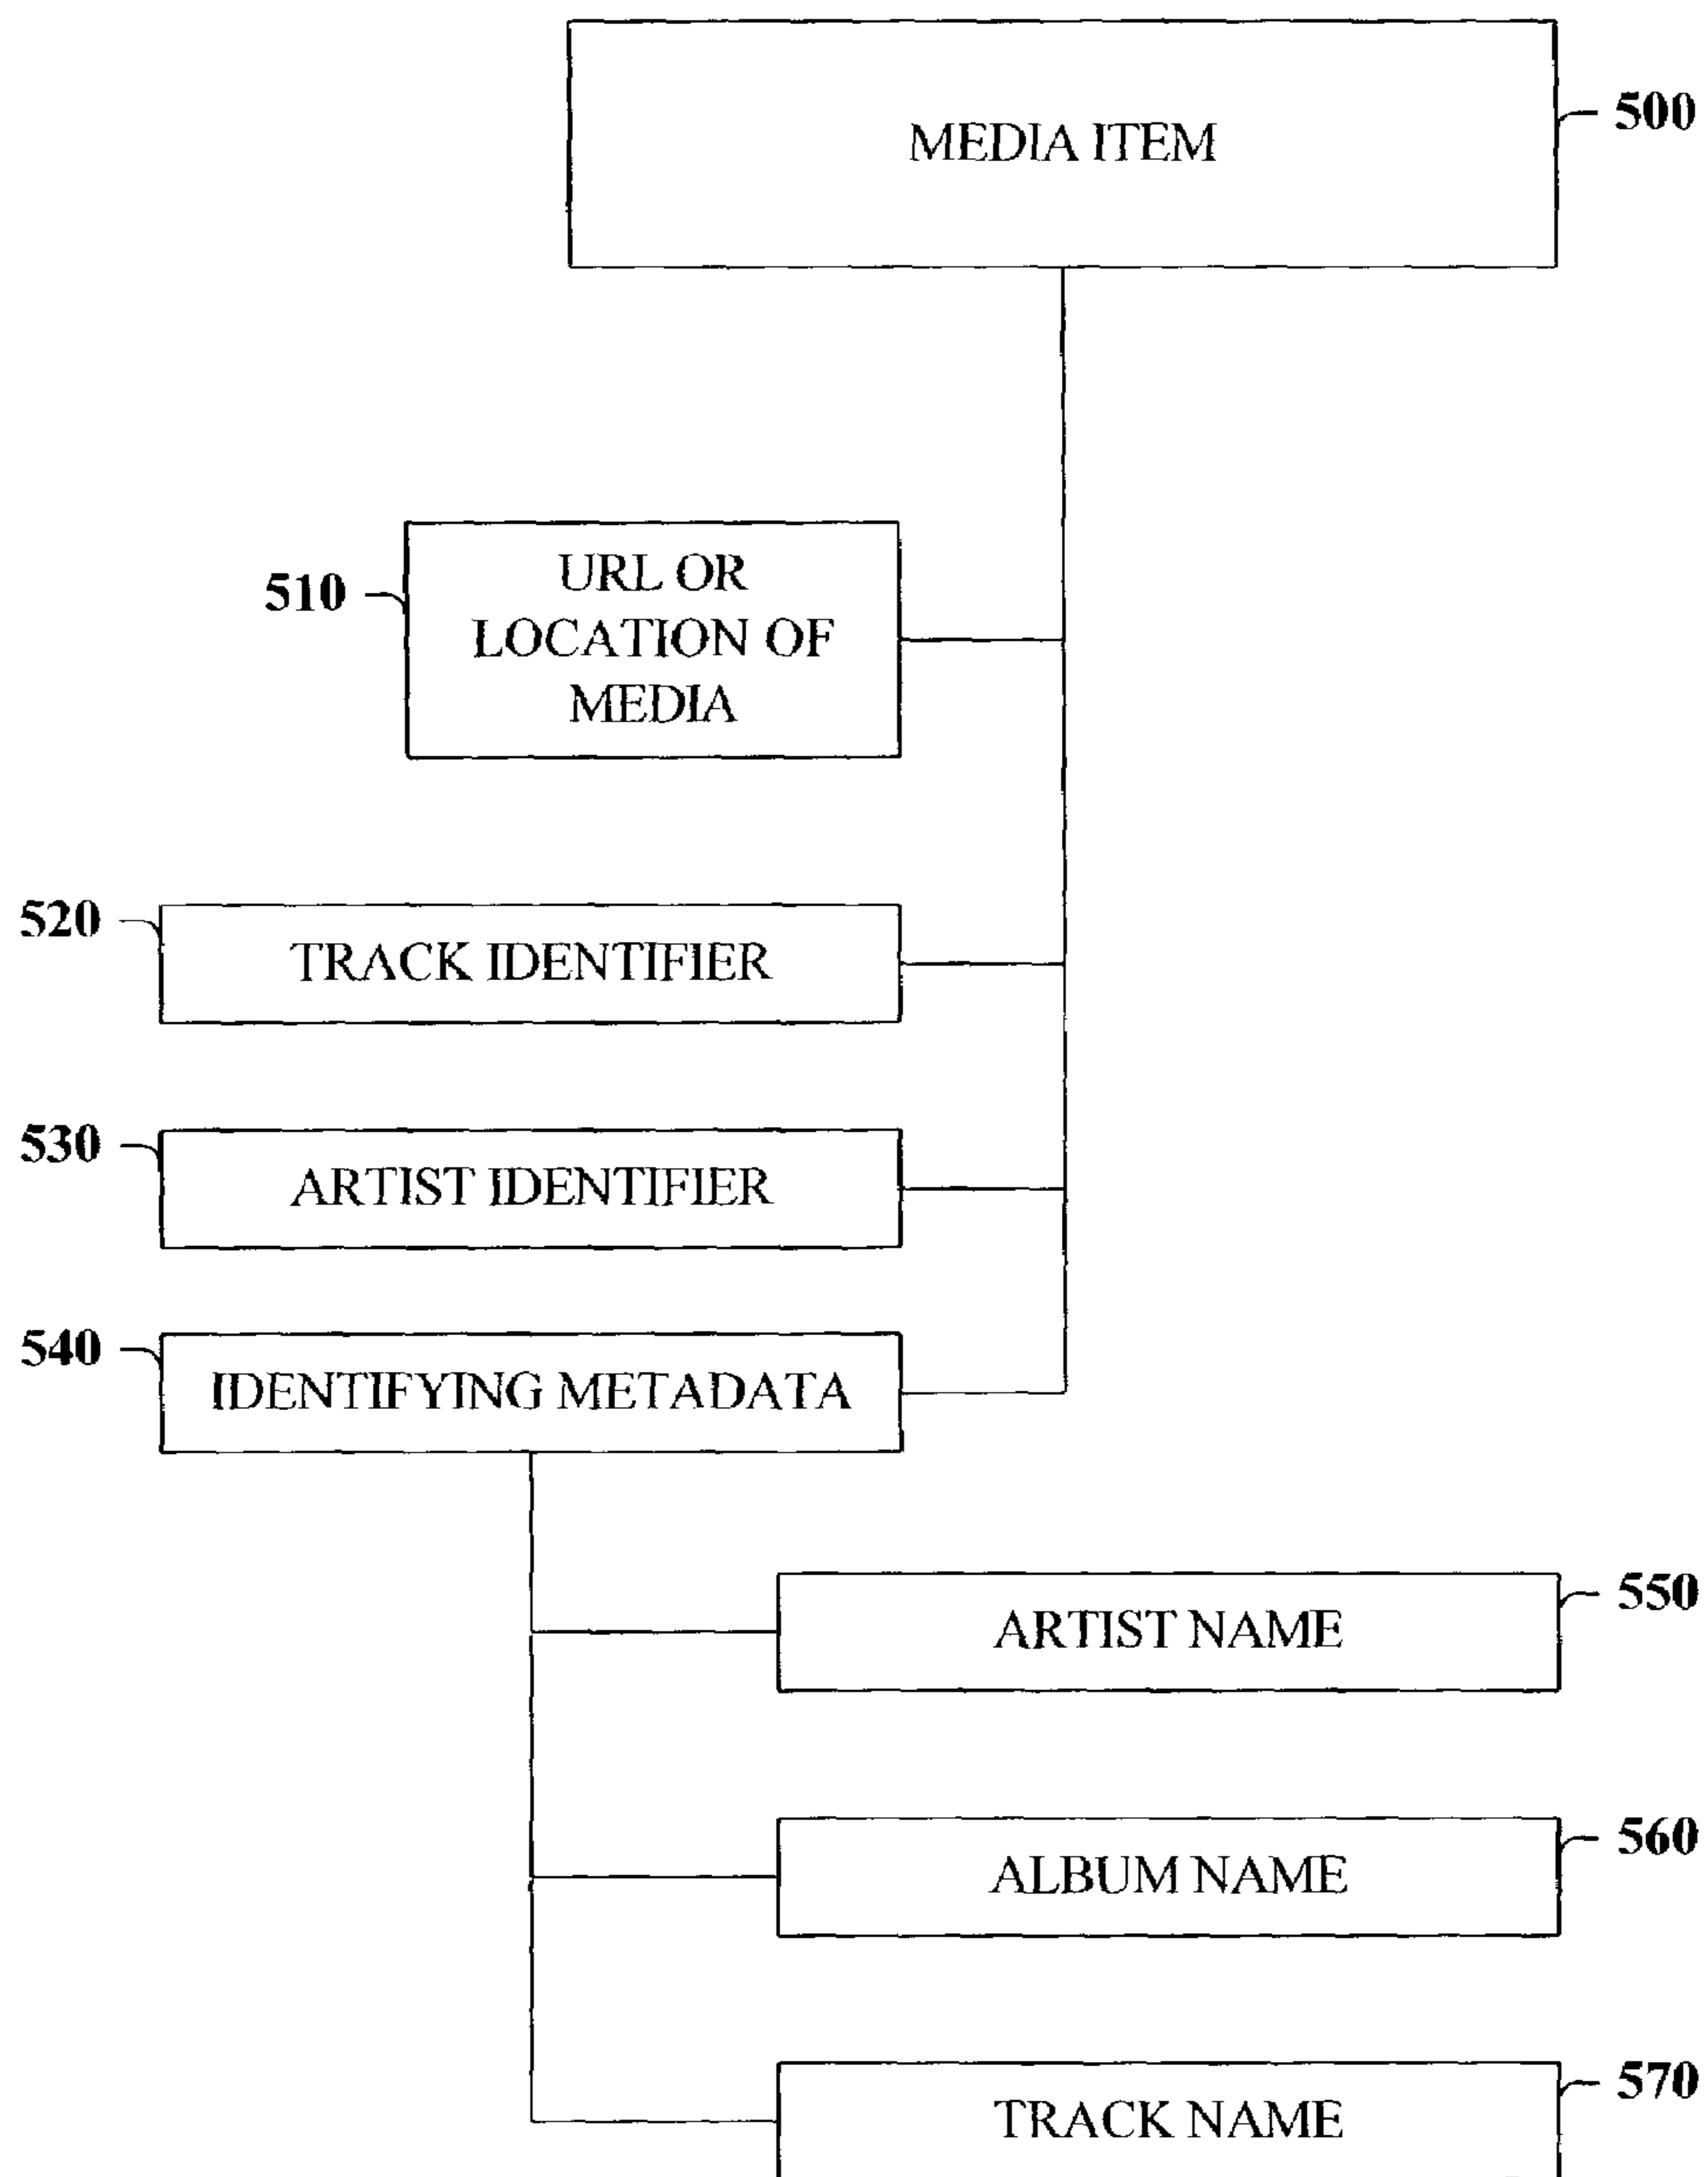 MEDIA ITEM
500
510
URL OR
LOCATION OF
MEDIA
520
TRACK IDENTIFIER
530
ARTIST IDENTIFIER
540
IDENTIFYING METADATA
ARTIST NAME
550
ALBUM NAME
560
TRACK NAME
570